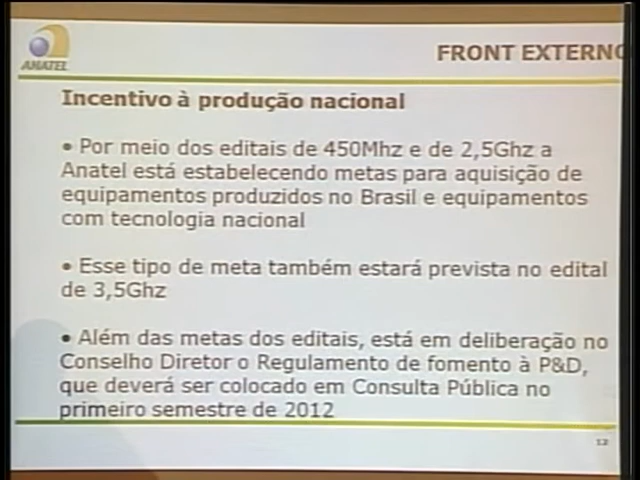 ANATEL
FRONT EXTERNO
Incentivo à produção nacional
• Por meio dos editais de 450Mhz e de 2,5Ghz a
Anatel está estabelecendo metas para aquisição de
equipamentos produzidos no Brasil e equipamentos
com tecnologia nacional
• Esse tipo de meta também estará prevista no edital
de 3,5Ghz
• Além das metas dos editais, está em deliberação no
Conselho Diretor o Regulamento de fomento à P&D,
que deverá ser colocado em Consulta Pública no
primeiro semestre de 2012
12